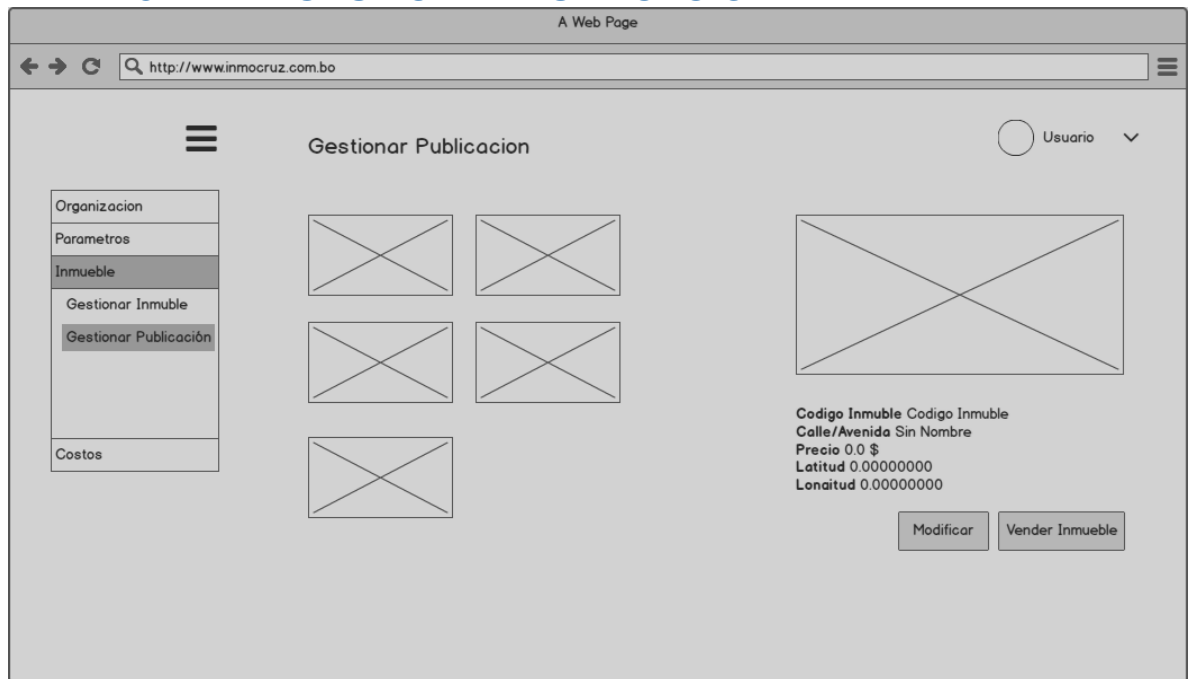 A Web Page
http://www.inmocruz.com.bo
Gestionar Publicacion
Usuario
Organizacion
Parametros
Inmueble
Gestionar Inmuble
Gestionar Publicación
Costos
Codigo Inmuble Codigo Inmuble
Calle/Avenida Sin Nombre
Precio 0.0 $
Latitud 0.00000000
Longitud 0.00000000
Modificar
Vender Inmueble